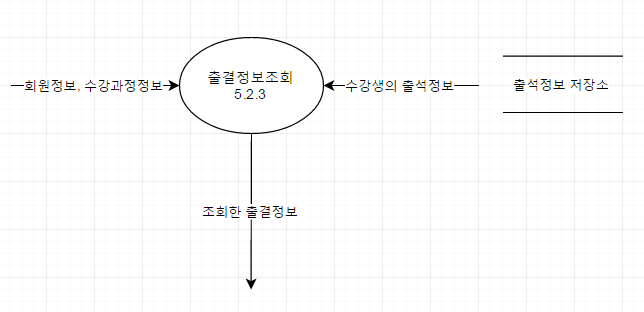 출결정보조회
5.2.3
회원정보, 수강과정정보
수강생의 출석정보
출석정보 저장소
조회한 출결정보